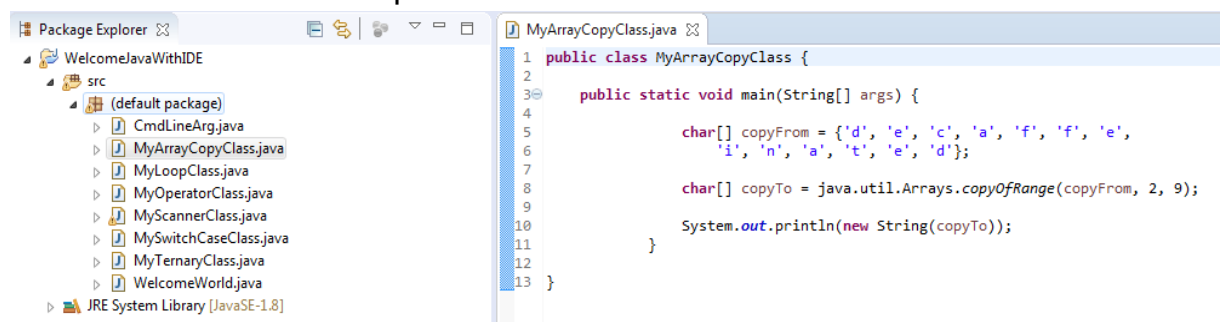 Package Explorer
WelcomeJavaWithIDE
src
(default package)
CmdLineArg.java
MyArrayCopyClass.java
MyLoopClass.java
MyOperatorClass.java
MyScannerClass.java
MySwitchCaseClass.java
MyTernaryClass.java
WelcomeWorld.java
JRE System Library [JavaSE-1.8]
MyArrayCopyClass.java
1 public class MyArrayCopyClass {
2
3 public static void main(String[] args) {
4
5 char[] copyFrom = {'d', 'e', 'c', 'a', 'f', 'f', 'e',
6 'i', 'n', 'a', 't', 'e', 'd'};
7
8 char[] copyTo = java.util.Arrays.copyOfRange(copyFrom, 2, 9);
9
10 System.out.println(new String(copyTo));
11 }
12
13 }